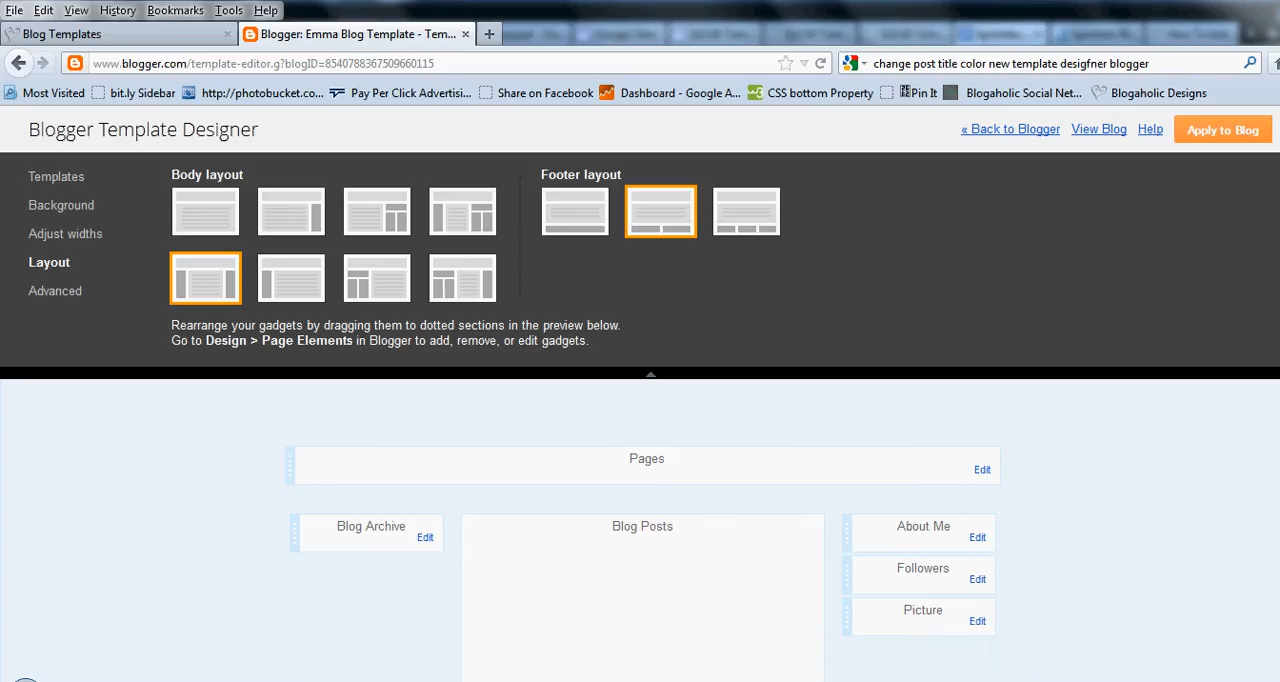 File Edit View History Bookmarks Tools Help
Blog Templates × Blogger: Emma Blog Template - Tem... × +
www.blogger.com/template-editor.g?blogID=8540788367509660115 change post title color new template desigfner blogger
Most Visited bit.ly Sidebar http://photobucket.co... Pay Per Click Advertisi... Share on Facebook Dashboard - Google A... CSS bottom Property Pin It Blogaholic Social Net... Blogaholic Designs
Blogger Template Designer « Back to Blogger View Blog Help Apply to Blog
Templates Body layout Footer layout
Background
Adjust widths
Layout
Advanced
Rearrange your gadgets by dragging them to dotted sections in the preview below.
Go to Design > Page Elements in Blogger to add, remove, or edit gadgets.
Pages
Edit
Blog Archive Blog Posts About Me
Edit Edit
Followers
Edit
Picture
Edit